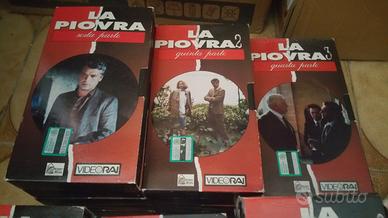 LA
PIOVRA
sesta parte
VIDEORAI
LA
PIOVRA 2
quinta parte
VIDEORAI
LA
PIOVRA 3
quarta parte
VIDEORAI
subito